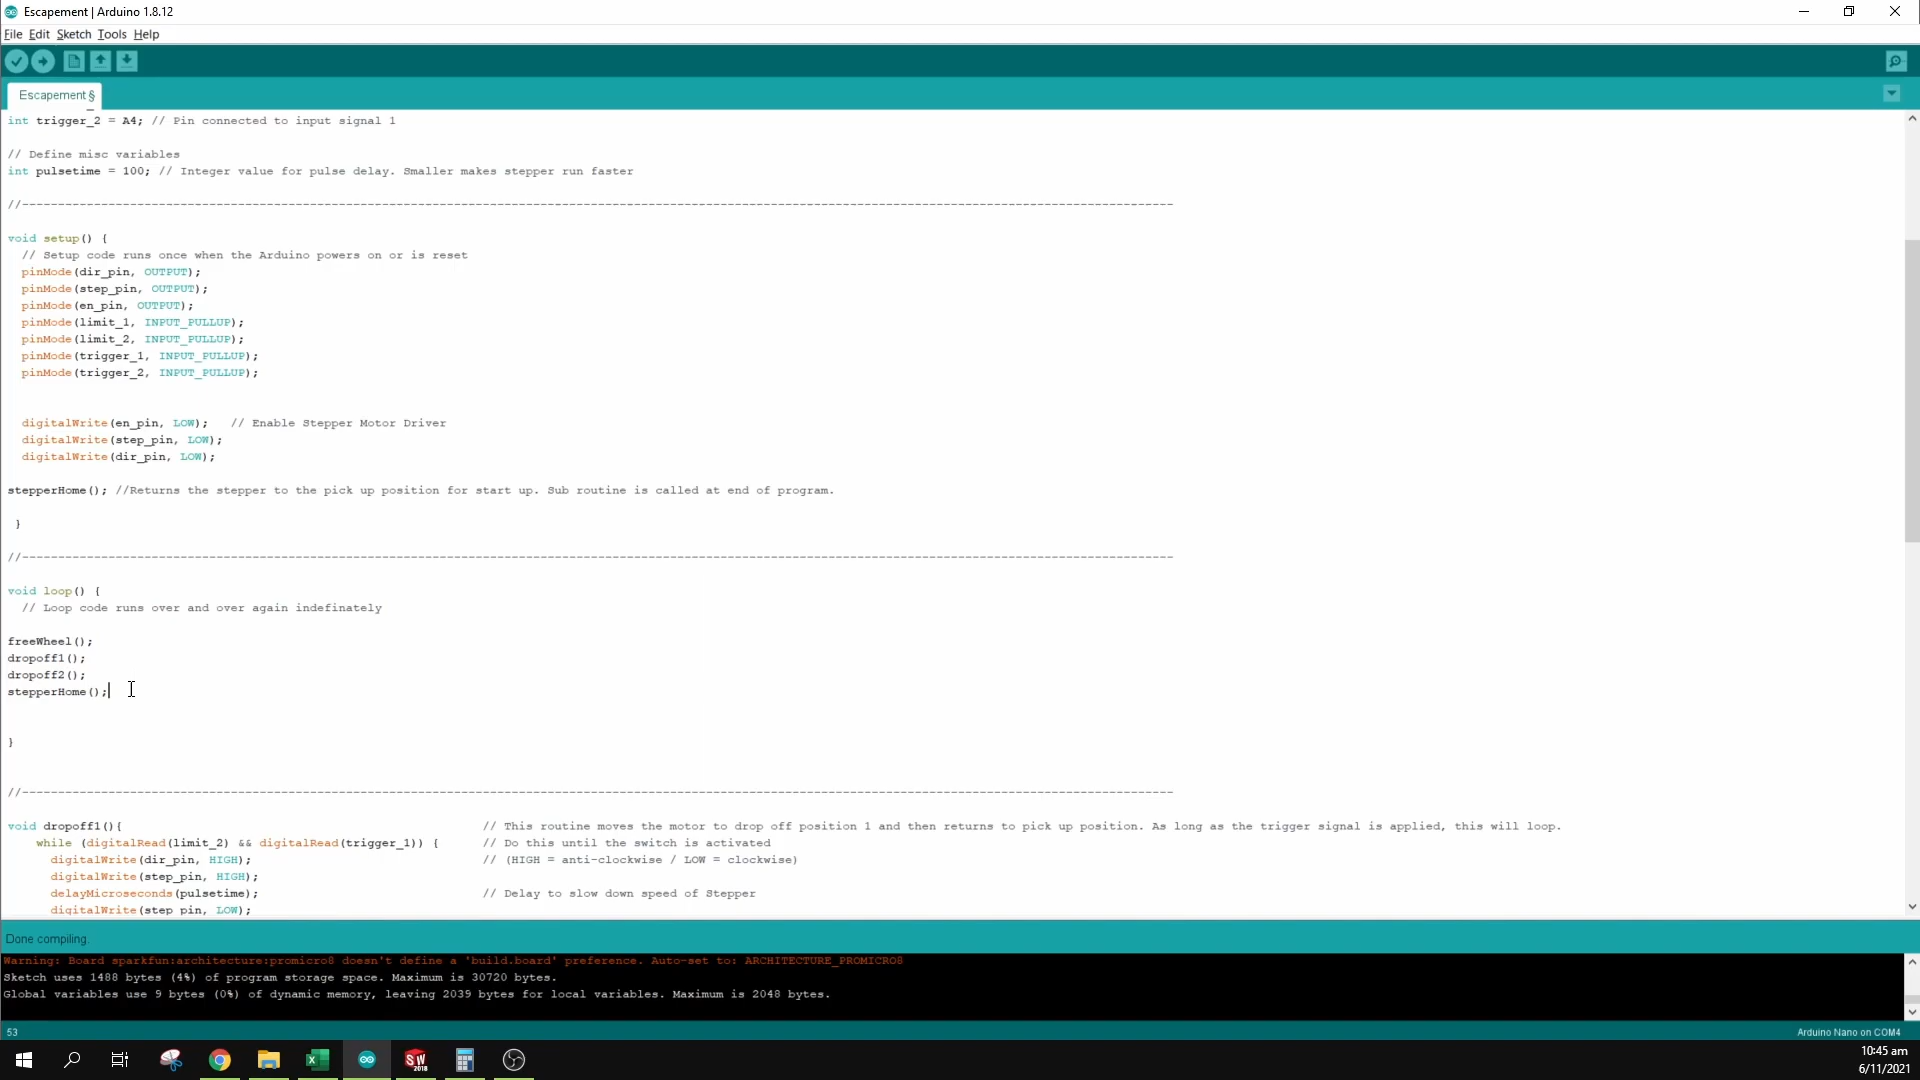 Escapement | Arduino 1.8.12
File Edit Sketch Tools Help
Escapement §
int trigger_2 = A4; // Pin connected to input signal 1
// Define misc variables
int pulsetime = 100; // Integer value for pulse delay. Smaller makes stepper run faster
//----------------------------------------------------------------------------------------------------------------------------------------------------------------
void setup() {
// Setup code runs once when the Arduino powers on or is reset
pinMode(dir_pin, OUTPUT);
pinMode(step_pin, OUTPUT);
pinMode(en_pin, OUTPUT);
pinMode(limit_1, INPUT_PULLUP);
pinMode(limit_2, INPUT_PULLUP);
pinMode(trigger_1, INPUT_PULLUP);
pinMode(trigger_2, INPUT_PULLUP);
digitalWrite(en_pin, LOW); // Enable Stepper Motor Driver
digitalWrite(step_pin, LOW);
digitalWrite(dir_pin, LOW);
stepperHome(); //Returns the stepper to the pick up position for start up. Sub routine is called at end of program.
}
//----------------------------------------------------------------------------------------------------------------------------------------------------------------
void loop() {
// Loop code runs over and over again indefinately
freeWheel();
dropoff1();
dropoff2();
stepperHome();
}
//----------------------------------------------------------------------------------------------------------------------------------------------------------------
void dropoff1(){ // This routine moves the motor to drop off position 1 and then returns to pick up position. As long as the trigger signal is applied, this will loop.
while (digitalRead(limit_2) && digitalRead(trigger_1)) { // Do this until the switch is activated
digitalWrite(dir_pin, HIGH); // (HIGH = anti-clockwise / LOW = clockwise)
digitalWrite(step_pin, HIGH);
delayMicroseconds(pulsetime); // Delay to slow down speed of Stepper
digitalWrite(step_pin, LOW);
Done compiling.
Warning: Board sparkfun:architecture:promicro8 doesn't define a 'build.board' preference. Auto-set to: ARCHITECTURE_PROMICRO8
Sketch uses 1488 bytes (4%) of program storage space. Maximum is 30720 bytes.
Global variables use 9 bytes (0%) of dynamic memory, leaving 2039 bytes for local variables. Maximum is 2048 bytes.
53 Arduino Nano on COM4
SW 2018
10:45 am
6/11/2021